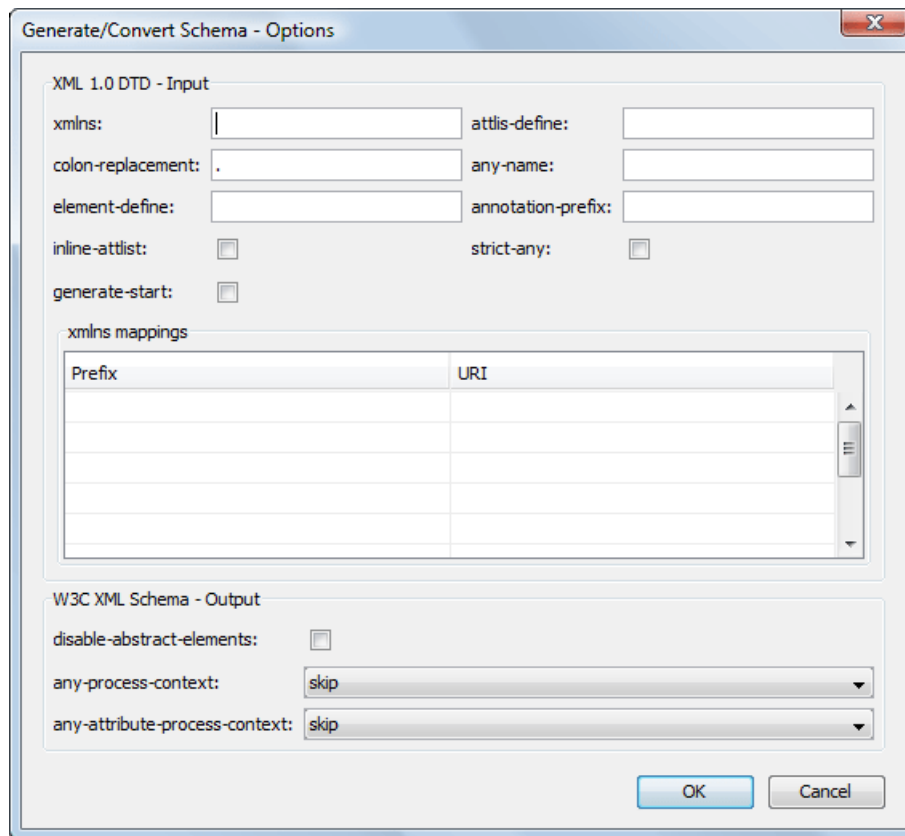 Generate/Convert Schema - Options
XML 1.0 DTD - Input
xmlns: attlis-define:
colon-replacement: . any-name:
element-define: annotation-prefix:
inline-attlist: strict-any:
generate-start:
xmlns mappings
Prefix URI
W3C XML Schema - Output
disable-abstract-elements:
any-process-context: skip
any-attribute-process-context: skip
OK Cancel